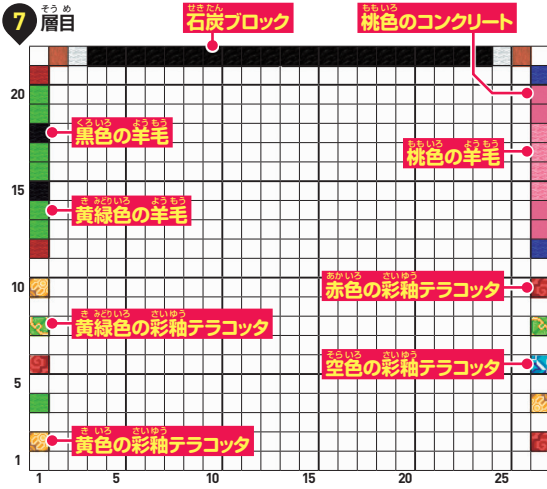 7 層目
そうめ
せきたん
石炭ブロック
ももいろ
桃色のコンクリート
20
くろいろ ようもう
黒色の羊毛
ももいろ ようもう
桃色の羊毛
15
き みどりいろ ようもう
黄緑色の羊毛
10
あかいろ さいゆう
赤色の彩釉テラコッタ
き みどりいろ さいゆう
黄緑色の彩釉テラコッタ
そらいろ さいゆう
空色の彩釉テラコッタ
5
き いろ さいゆう
黄色の彩釉テラコッタ
1
1 5 10 15 20 25